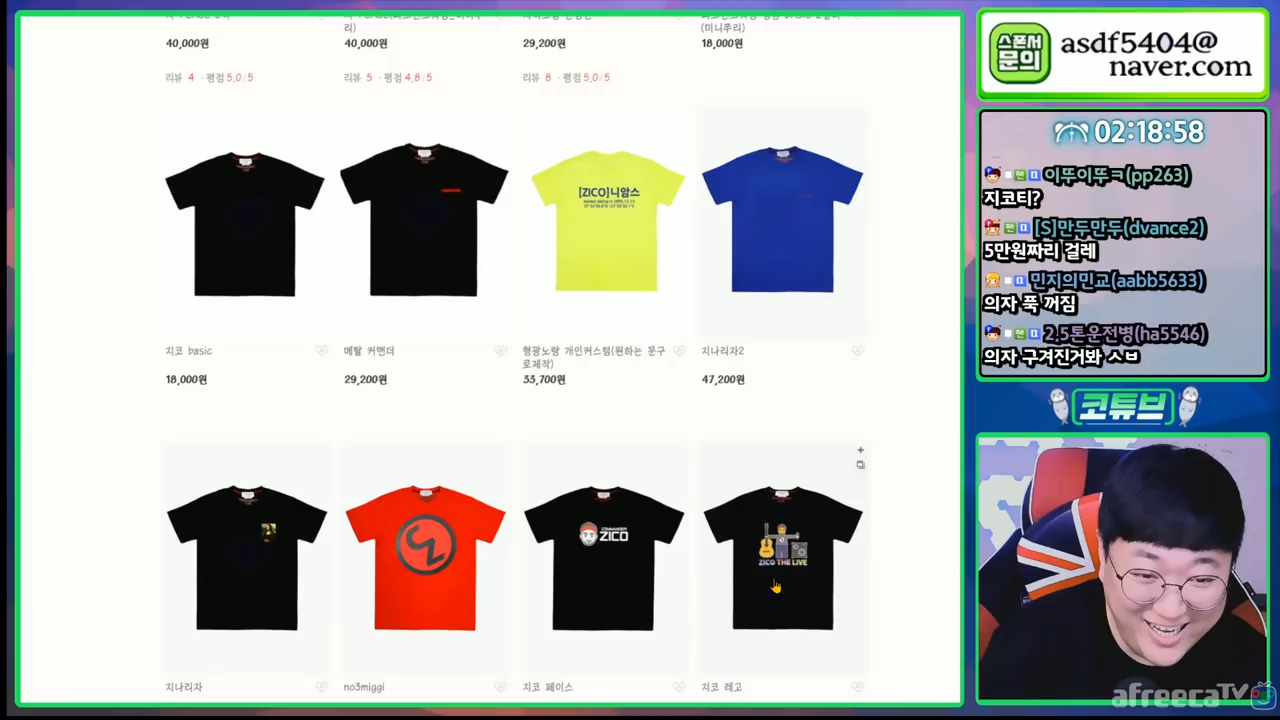 리)
(미니쭈리)
40,000원
40,000원
29,200원
18,000원
리뷰 4 · 평점 5.0 / 5
리뷰 5 · 평점 4.8 / 5
리뷰 8 · 평점 5.0 / 5
[ZICO]니암스
지코 basic
메탈 커맨더
형광노랑 개인커스텀(원하는 문구
로제작)
지나리자2
18,000원
29,200원
33,700원
47,200원
COMMANDER
ZICO
ZICO THE LIVE
지나리자
no3miggi
지코 페이스
지코 레고
스폰서
문의
asdf5404@
naver.com
02:18:58
이뚜이뚜ㅋ(pp263)
지코티?
[S]만두만두(dvance2)
5만원짜리 걸레
민지의민교(aabb5633)
의자 푹 꺼짐
2.5톤운전병(ha5546)
의자 구겨진거봐 ㅅㅂ
코튜브
afreecaTV